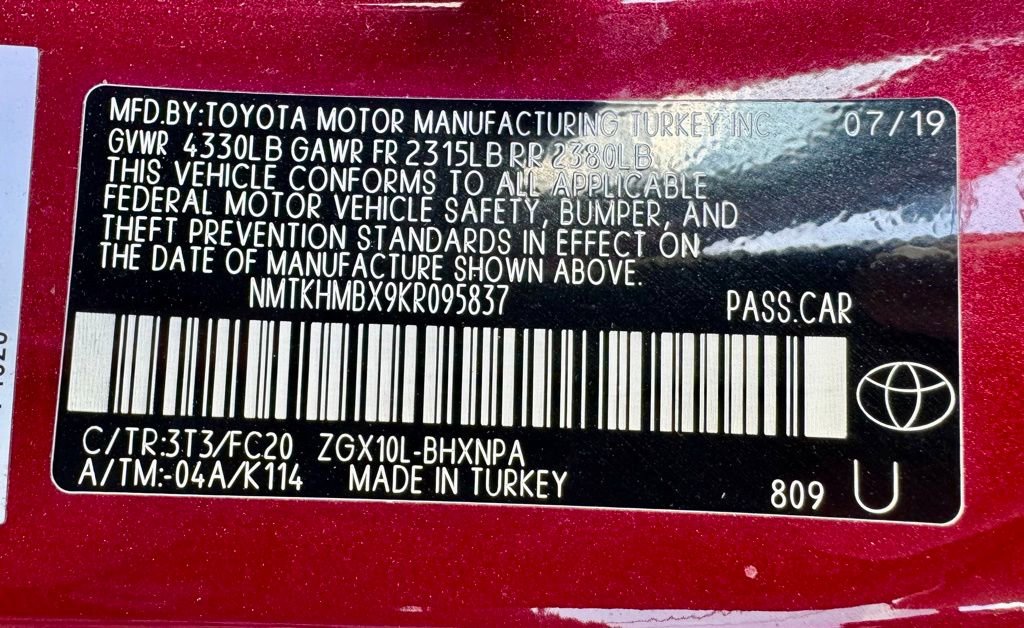 MFD.BY:TOYOTA MOTOR MANUFACTURING TURKEY INC 07/19
GVWR 4330LB GAWR FR 2315LB RR 2380LB
THIS VEHICLE CONFORMS TO ALL APPLICABLE
FEDERAL MOTOR VEHICLE SAFETY, BUMPER, AND
THEFT PREVENTION STANDARDS IN EFFECT ON
THE DATE OF MANUFACTURE SHOWN ABOVE.
NMTKHMBX9KR095837 PASS.CAR
C/TR:3T3/FC20 ZGX10L-BHXNPA
A/TM:-04A/K114 MADE IN TURKEY
809 U